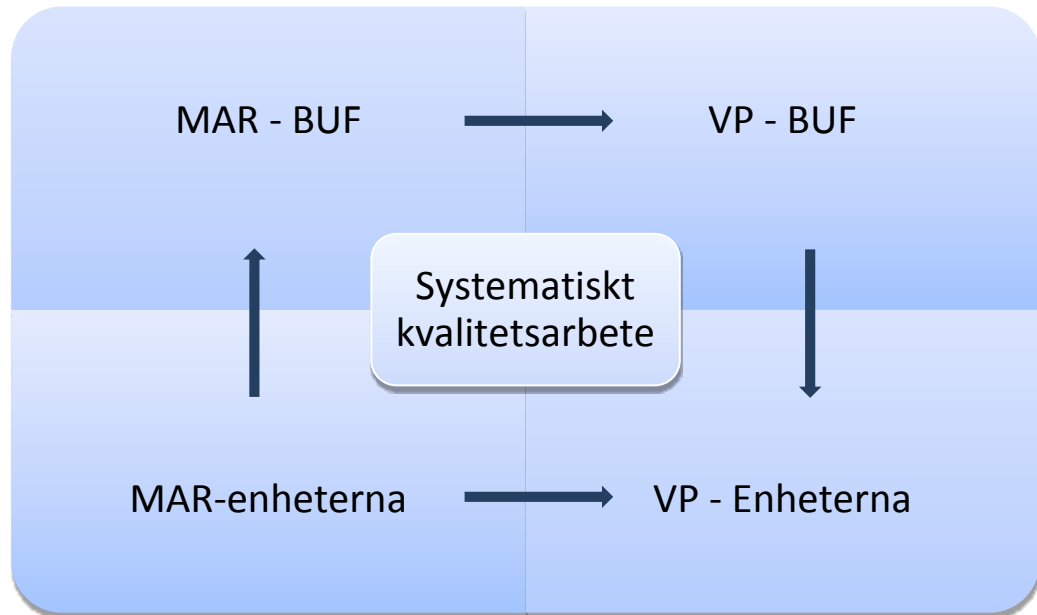 MAR - BUF
VP - BUF
Systematiskt
kvalitetsarbete
MAR-enheterna
VP - Enheterna